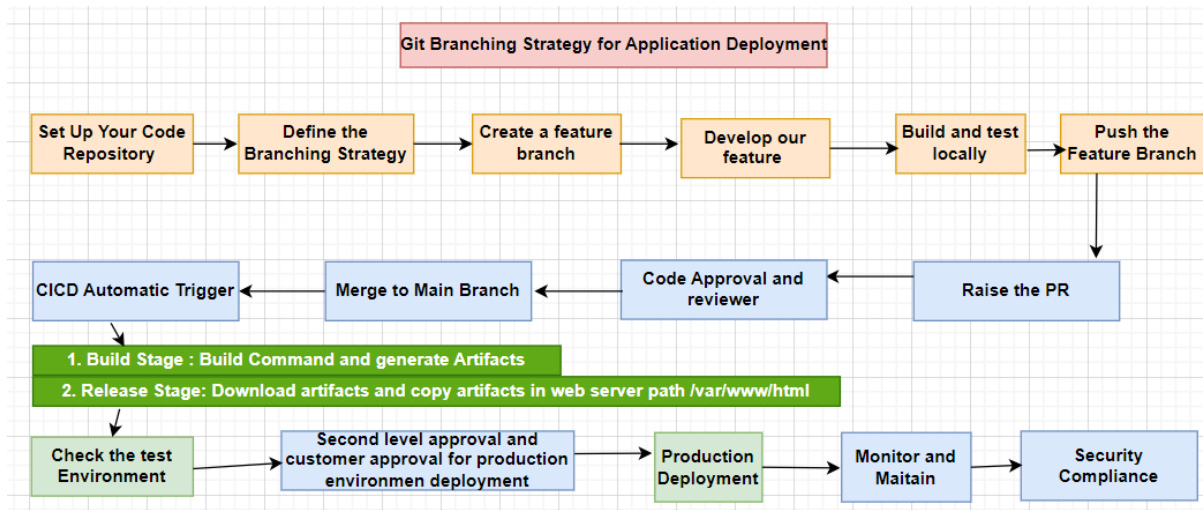 Git Branching Strategy for Application Deployment
Set Up Your Code
Repository
Define the
Branching Strategy
Create a feature
branch
Develop our
feature
Build and test
locally
Push the
Feature Branch
CICD Automatic Trigger
Merge to Main Branch
Code Approval and
reviewer
Raise the PR
1. Build Stage : Build Command and generate Artifacts
2. Release Stage: Download artifacts and copy artifacts in web server path /var/www/html
Check the test
Environment
Second level approval and
customer approval for production
environmen deployment
Production
Deployment
Monitor and
Maitain
Security
Compliance